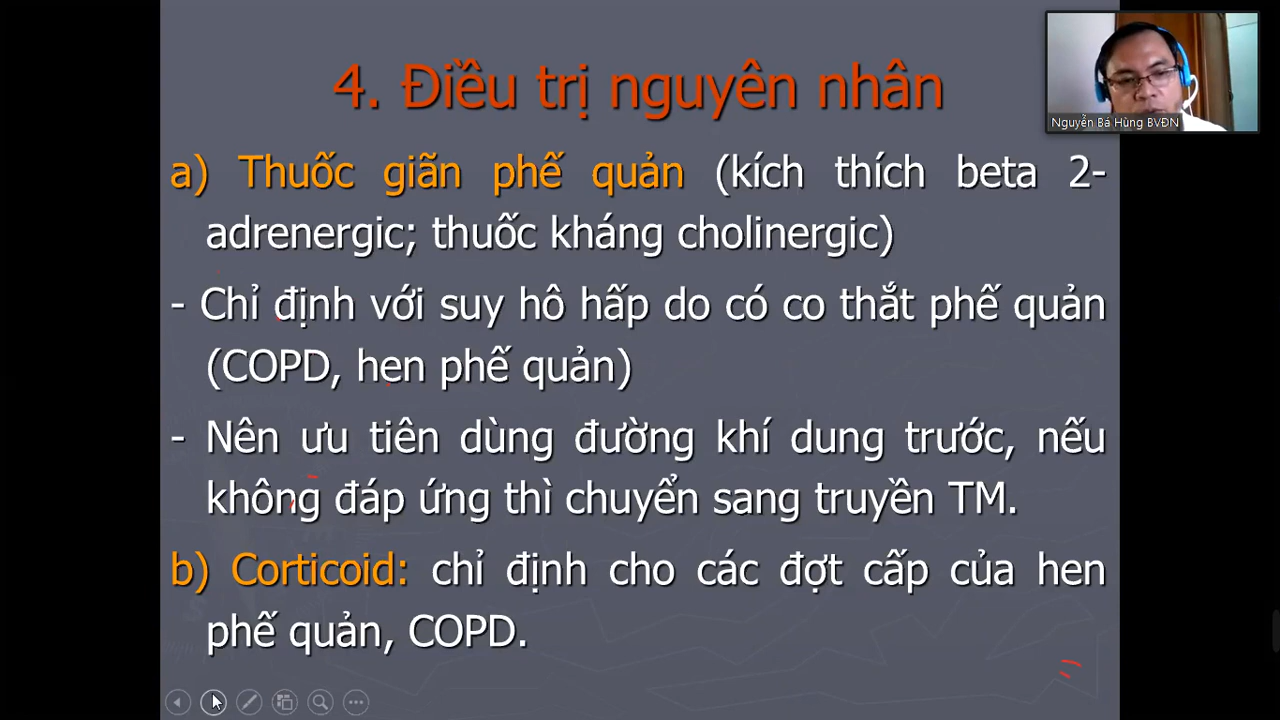 4. Điều trị nguyên nhân
Nguyễn Bá Hùng BVĐN
a) Thuốc giãn phế quản (kích thích beta 2-
adrenergic; thuốc kháng cholinergic)
- Chỉ định với suy hô hấp do có co thắt phế quản
(COPD, hen phế quản)
- Nên ưu tiên dùng đường khí dung trước, nếu
không đáp ứng thì chuyển sang truyền TM.
b) Corticoid: chỉ định cho các đợt cấp của hen
phế quản, COPD.